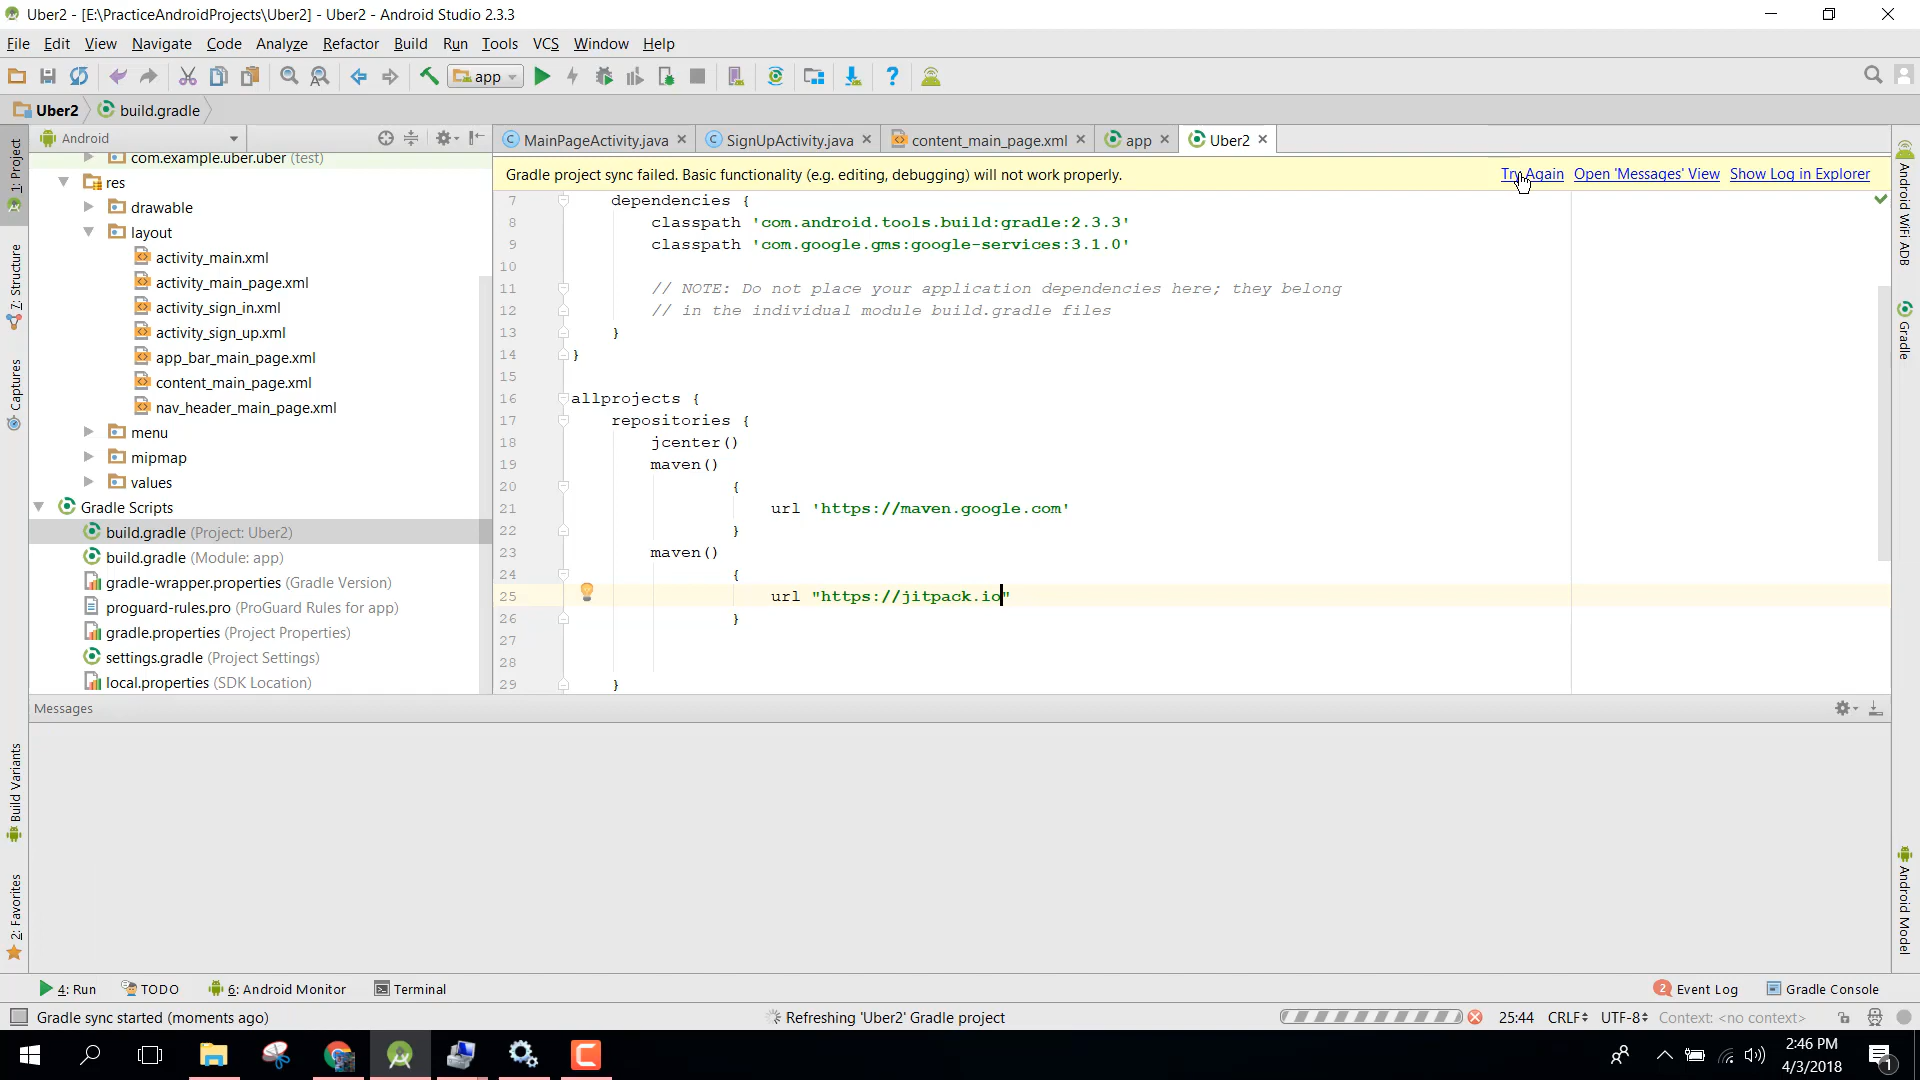 Uber2 - [E:\PracticeAndroidProjects\Uber2] - Android Studio 2.3.3
File Edit View Navigate Code Analyze Refactor Build Run Tools VCS Window Help
app
Uber2 build.gradle
Android
MainPageActivity.java SignUpActivity.java content_main_page.xml app Uber2
Gradle project sync failed. Basic functionality (e.g. editing, debugging) will not work properly. Try Again Open 'Messages' View Show Log in Explorer
1: Project
7: Structure
Captures
Build Variants
2: Favorites
com.example.uber.uber (test)
res
drawable
layout
activity_main.xml
activity_main_page.xml
activity_sign_in.xml
activity_sign_up.xml
app_bar_main_page.xml
content_main_page.xml
nav_header_main_page.xml
menu
mipmap
values
Gradle Scripts
build.gradle (Project: Uber2)
build.gradle (Module: app)
gradle-wrapper.properties (Gradle Version)
proguard-rules.pro (ProGuard Rules for app)
gradle.properties (Project Properties)
settings.gradle (Project Settings)
local.properties (SDK Location)
7 dependencies {
8 classpath 'com.android.tools.build:gradle:2.3.3'
9 classpath 'com.google.gms:google-services:3.1.0'
10
11 // NOTE: Do not place your application dependencies here; they belong
12 // in the individual module build.gradle files
13 }
14 }
15
16 allprojects {
17 repositories {
18 jcenter()
19 maven()
20 {
21 url 'https://maven.google.com'
22 }
23 maven()
24 {
25 url "https://jitpack.io"
26 }
27
28
29 }
Android WiFi ADB
Gradle
Android Model
Messages
4: Run TODO 6: Android Monitor Terminal 2 Event Log Gradle Console
Gradle sync started (moments ago) Refreshing 'Uber2' Gradle project 25:44 CRLF UTF-8 Context: <no context>
2:46 PM
4/3/2018
1